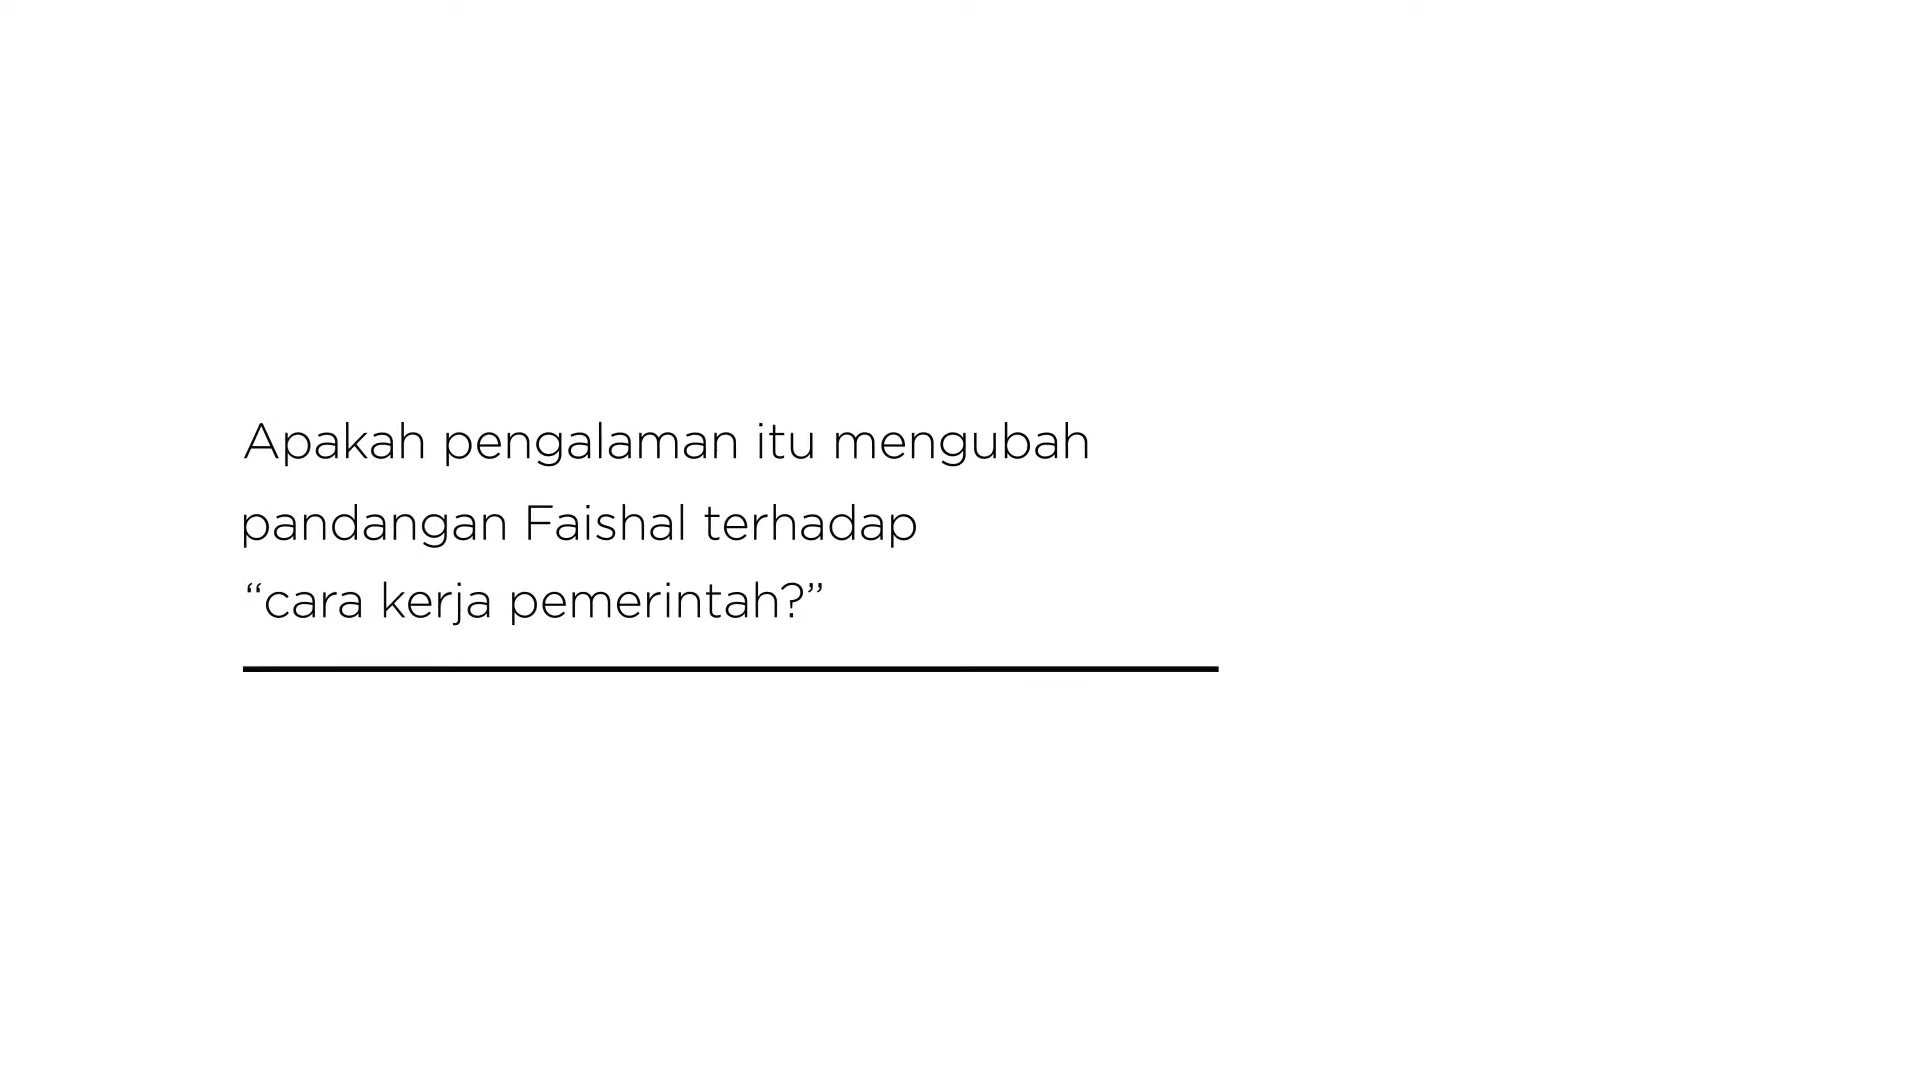 Apakah pengalaman itu mengubah
pandangan Faishal terhadap
“cara kerja pemerintah?”